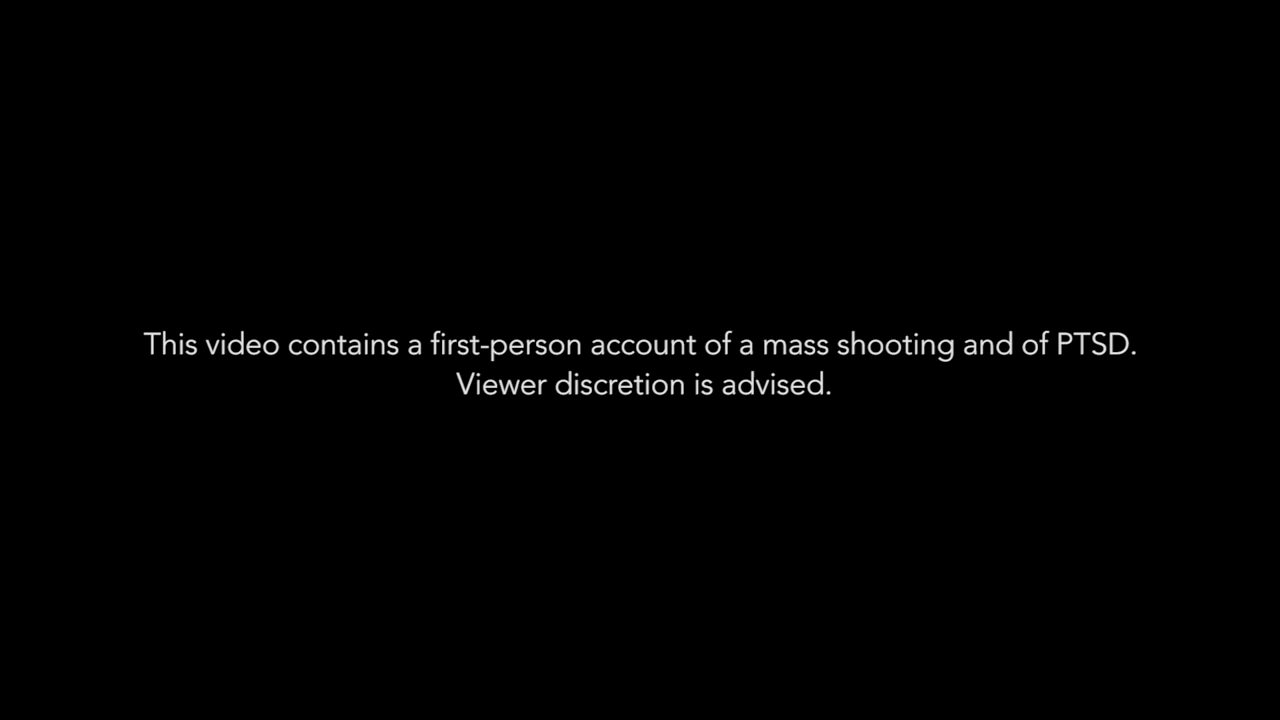 This video contains a first-person account of a mass shooting and of PTSD.
Viewer discretion is advised.